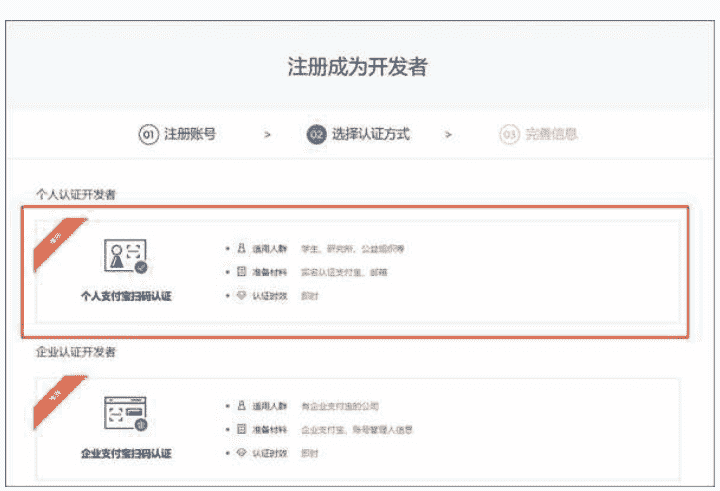 注册成为开发者
01 注册账号 > 02 选择认证方式 > 03 完善信息
个人认证开发者
适用人群 学生、研究所、公益组织等
准备材料 实名认证支付宝、邮箱
个人支付宝扫码认证
认证时效 即时
企业认证开发者
适用人群 有企业支付宝的公司
准备材料 企业支付宝、账号管理人信息
企业支付宝扫码认证
认证时效 即时